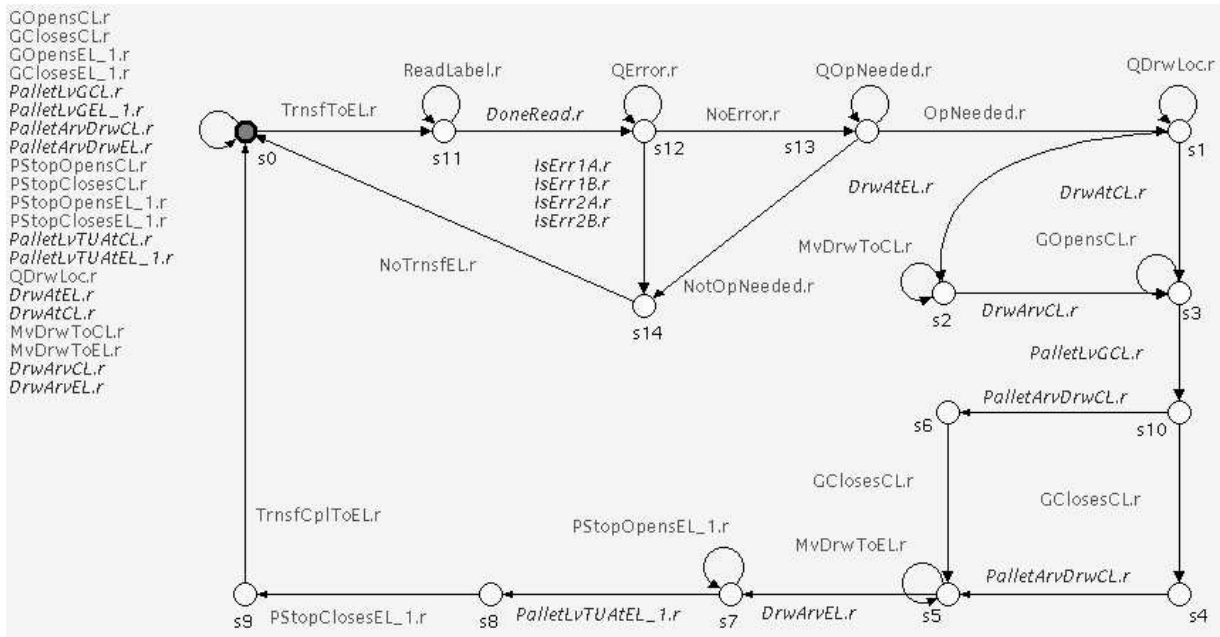 GOpensCL.r
GClosesCL.r
GOpensEL_1.r
GClosesEL_1.r
PalletLvGCL.r
PalletLvGEL_1.r
PalletArvDrwCL.r
PalletArvDrwEL.r
PStopOpensCL.r
PStopClosesCL.r
PStopOpensEL_1.r
PStopClosesEL_1.r
PalletLvTUAtCL.r
PalletLvTUAtEL_1.r
QDrwLoc.r
DrwAtEL.r
DrwAtCL.r
MvDrwToCL.r
MvDrwToEL.r
DrwArvCL.r
DrwArvEL.r
s0
TrnsfToEL.r
ReadLabel.r
s11
DoneRead.r
QError.r
s12
NoError.r
QOpNeeded.r
s13
OpNeeded.r
QDrwLoc.r
s1
IsErr1A.r
IsErr1B.r
IsErr2A.r
IsErr2B.r
DrwAtEL.r
DrwAtCL.r
NoTrnsfEL.r
s14
NotOpNeeded.r
MvDrwToCL.r
s2
DrwArvCL.r
GOpensCL.r
s3
PalletLvGCL.r
PalletArvDrwCL.r
s6
s10
GClosesCL.r
GClosesCL.r
TrnsfCplToEL.r
PStopOpensEL_1.r
MvDrwToEL.r
PalletArvDrwCL.r
s9
PStopClosesEL_1.r
s8
PalletLvTUAtEL_1.r
s7
DrwArvEL.r
s5
s4